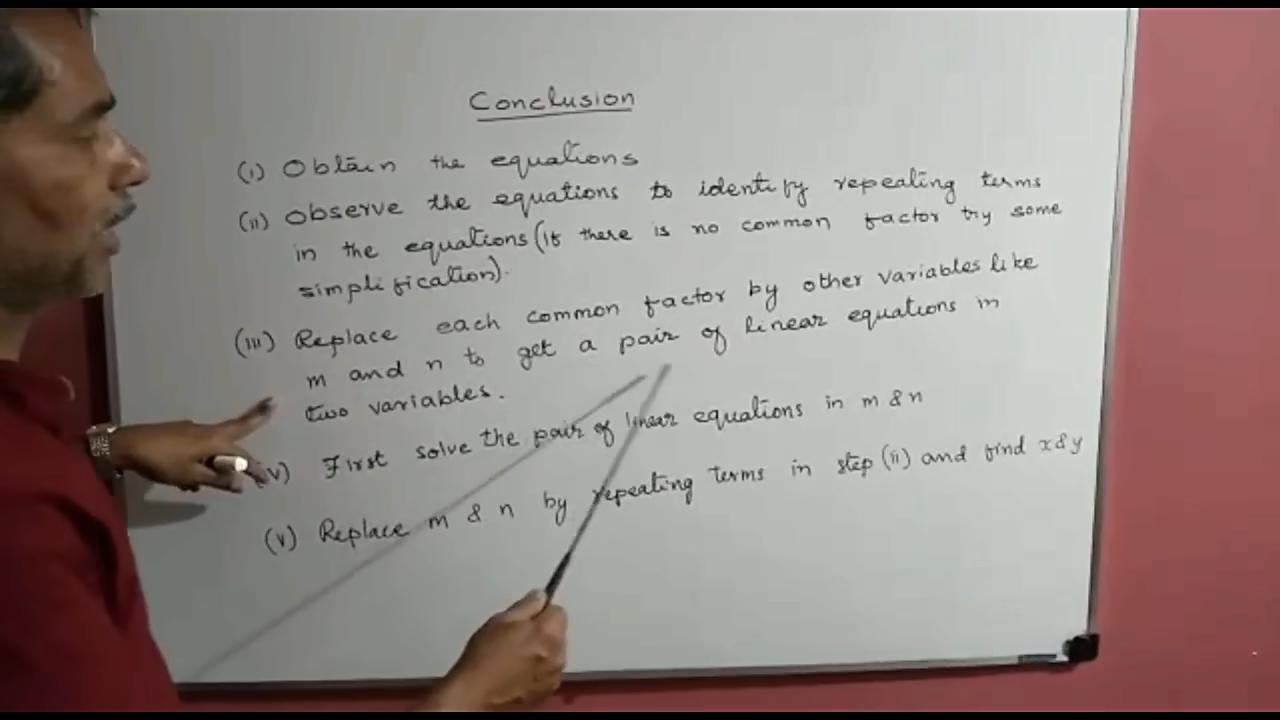 Conclusion
(i) Obtain the equations
(ii) Observe the equations to identify repeating terms
in the equations (if there is no common factor try some
simplification).
(iii) Replace each common factor by other variables like
m and n to get a pair of linear equations in
two variables.
V) First solve the pair of linear equations in m & n
(V) Replace m & n by repeating terms in step (ii) and find x & y